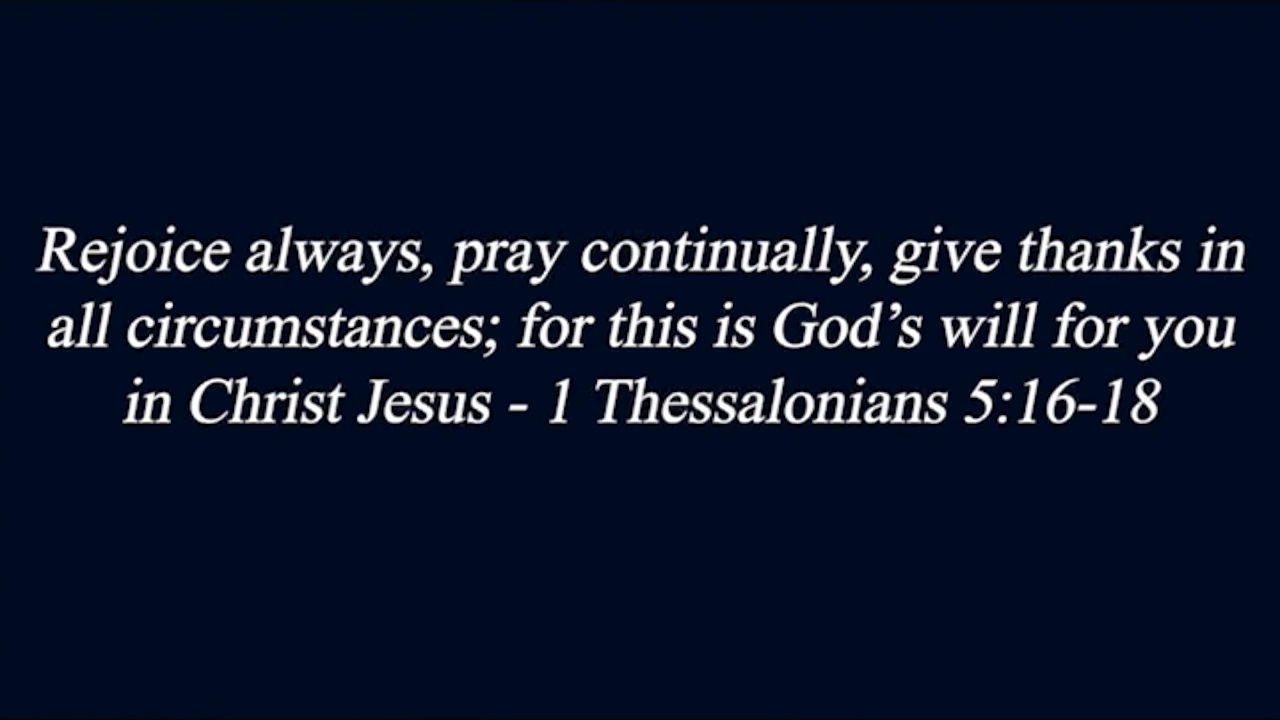 Rejoice always, pray continually, give thanks in
all circumstances; for this is God’s will for you
in Christ Jesus - 1 Thessalonians 5:16-18